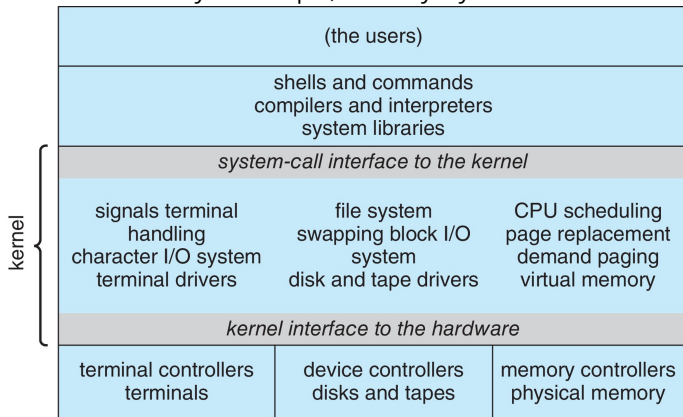 (the users)
shells and commands
compilers and interpreters
system libraries
kernel
system-call interface to the kernel
signals terminal
handling
character I/O system
terminal drivers
file system
swapping block I/O
system
disk and tape drivers
CPU scheduling
page replacement
demand paging
virtual memory
kernel interface to the hardware
terminal controllers
terminals
device controllers
disks and tapes
memory controllers
physical memory